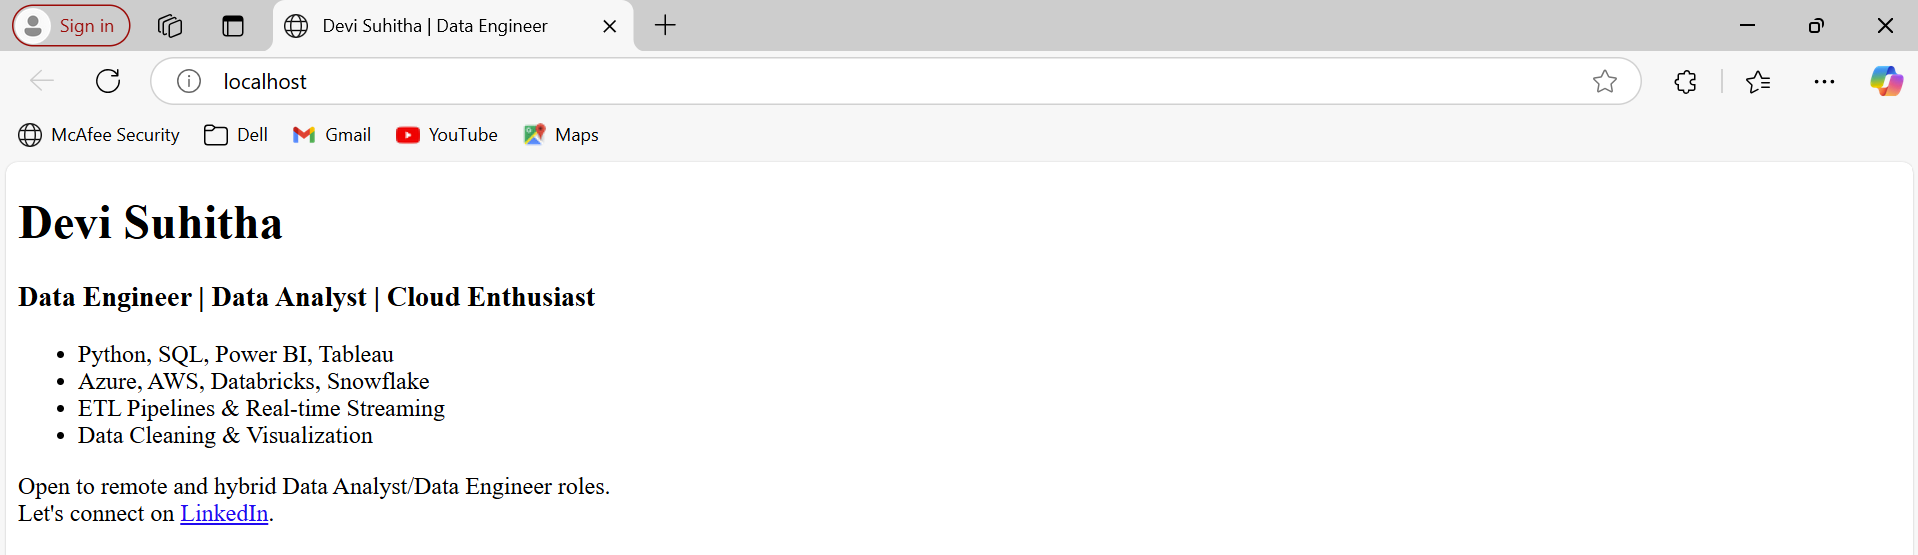 Sign in
Devi Suhitha | Data Engineer
localhost
McAfee Security
Dell
Gmail
YouTube
Maps
Devi Suhitha
Data Engineer | Data Analyst | Cloud Enthusiast
• Python, SQL, Power BI, Tableau
• Azure, AWS, Databricks, Snowflake
• ETL Pipelines & Real-time Streaming
• Data Cleaning & Visualization
Open to remote and hybrid Data Analyst/Data Engineer roles.
Let's connect on LinkedIn.